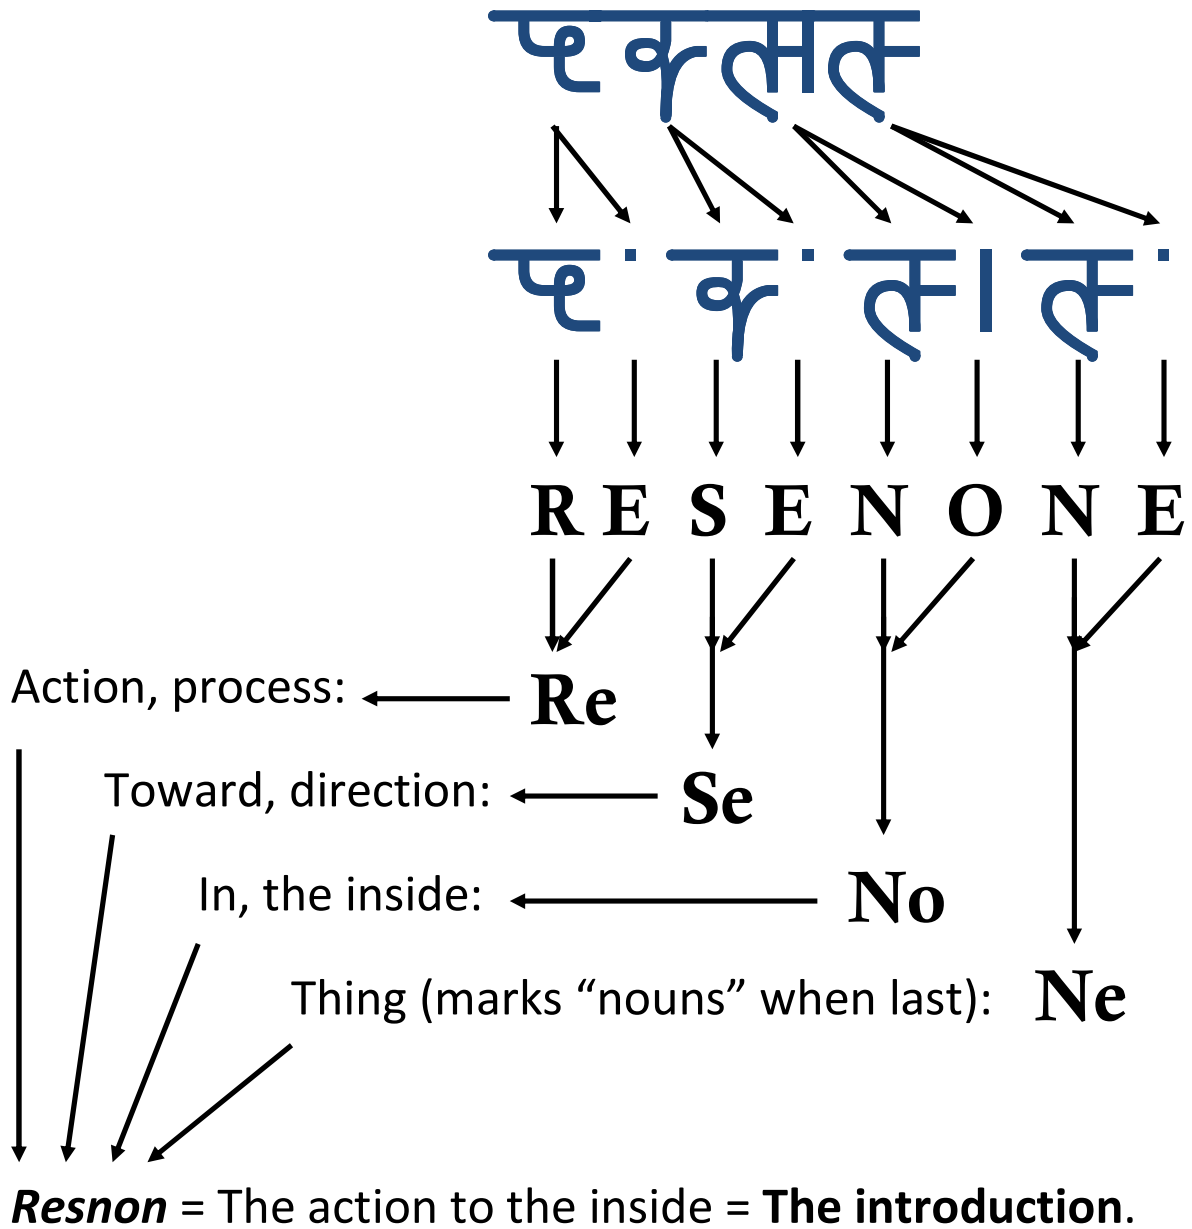 R E S E N O N E
Action, process: Re
Toward, direction: Se
In, the inside: No
Thing (marks “nouns” when last): Ne
Resnon = The action to the inside = The introduction.